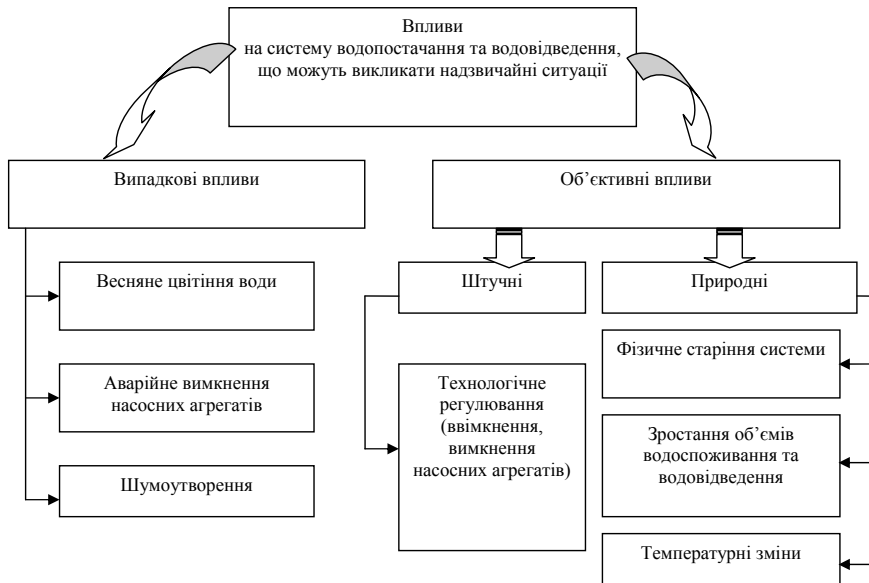 Впливи
на систему водопостачання та водовідведення,
що можуть викликати надзвичайні ситуації
Випадкові впливи
Об’єктивні впливи
Весняне цвітіння води
Аварійне вимкнення
насосних агрегатів
Шумоутворення
Штучні
Природні
Технологічне
регулювання
(ввімкнення,
вимкнення
насосних агрегатів)
Фізичне старіння системи
Зростання об’ємів
водоспоживання та
водовідведення
Температурні зміни